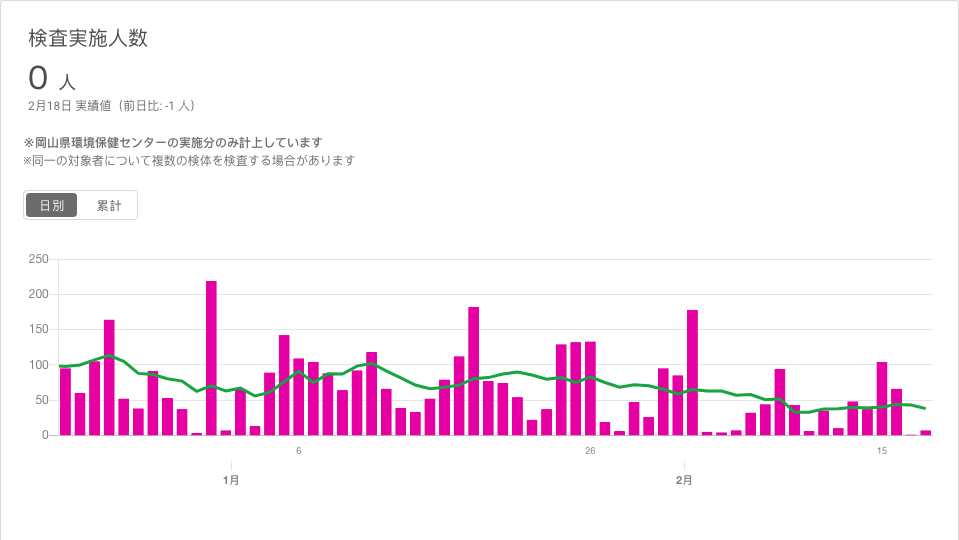 検査実施人数
0 人
2月18日 実績値（前日比: -1 人）
※岡山県環境保健センターの実施分のみ計上しています
※同一の対象者について複数の検体を検査する場合があります
日別 累計
250
200
150
100
50
0
6 26 15
1月 2月